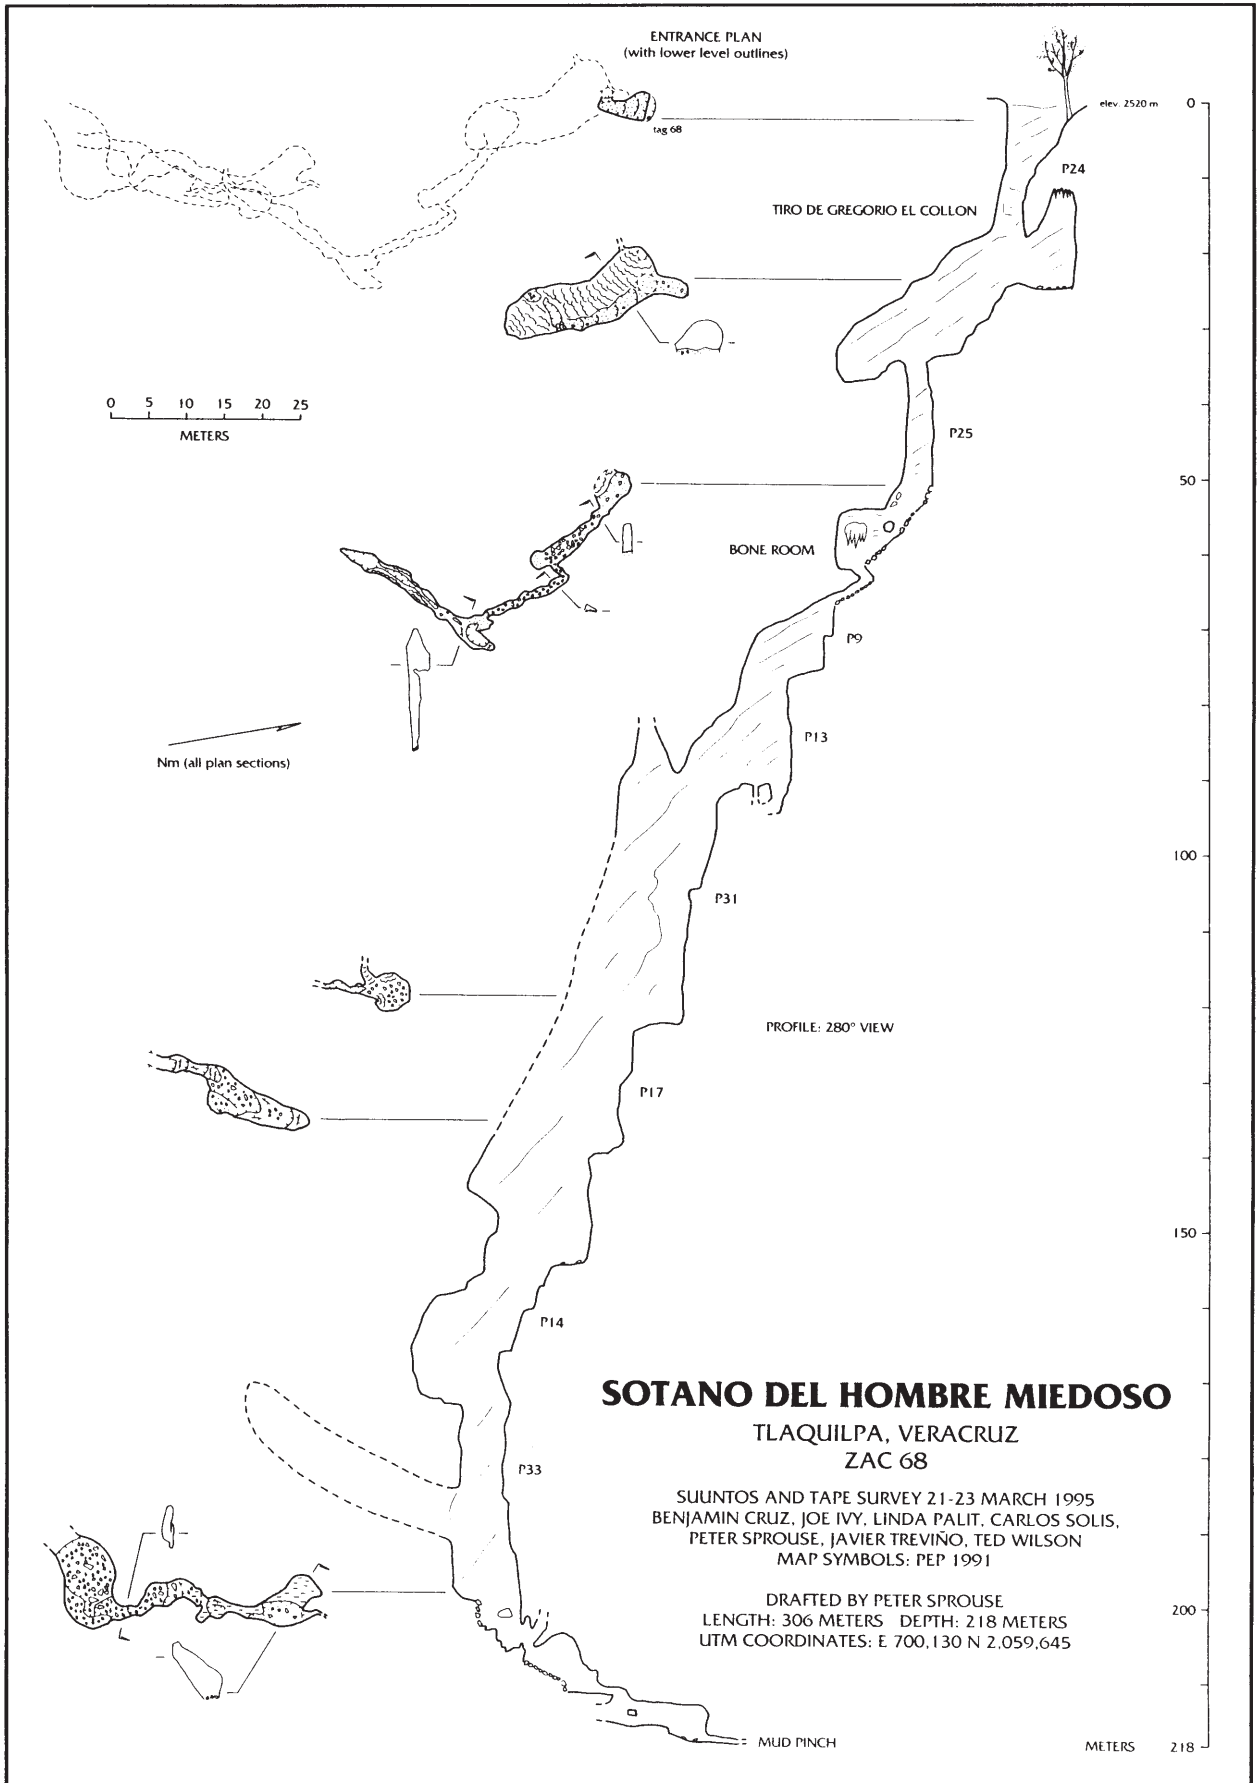 ENTRANCE PLAN
(with lower level outlines)
tag 68
elev. 2520 m
0
P24
TIRO DE GREGORIO EL COLLON
0 5 10 15 20 25
METERS
P25
50
BONE ROOM
P9
Nm (all plan sections)
P13
100
P31
PROFILE: 280° VIEW
P17
150
P14
SOTANO DEL HOMBRE MIEDOSO
TLAQUILPA, VERACRUZ
ZAC 68
P33
SUUNTOS AND TAPE SURVEY 21-23 MARCH 1995
BENJAMIN CRUZ, JOE IVY, LINDA PALIT, CARLOS SOLIS,
PETER SPROUSE, JAVIER TREVIÑO, TED WILSON
MAP SYMBOLS: PEP 1991
DRAFTED BY PETER SPROUSE
LENGTH: 306 METERS DEPTH: 218 METERS
UTM COORDINATES: E 700,130 N 2,059,645
200
MUD PINCH
METERS 218